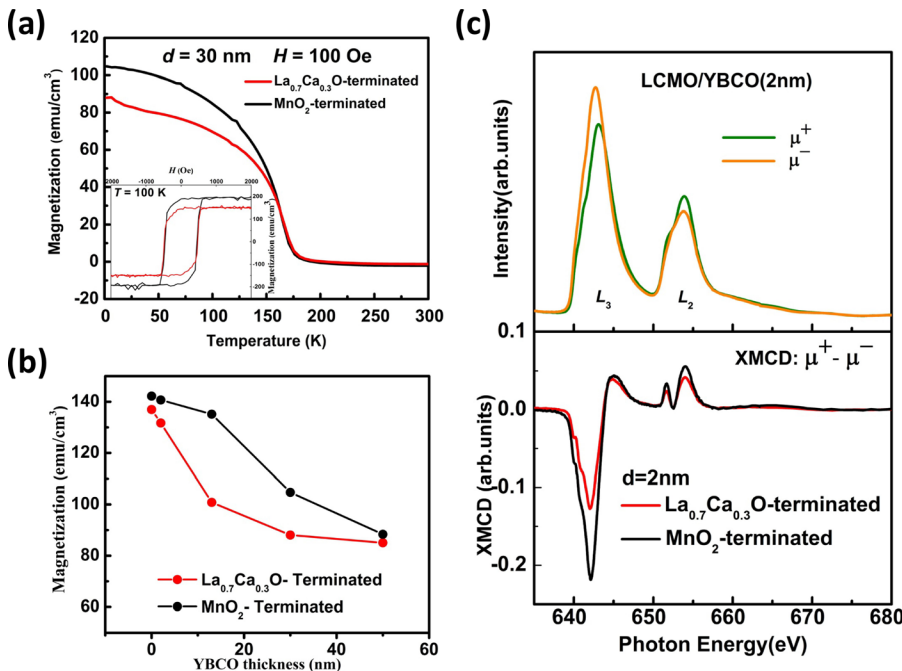 (a)
d = 30 nm H = 100 Oe
La0.7Ca0.3O-terminated
MnO2-terminated
Magnetization (emu/cm3)
120
100
80
60
40
20
0
-20
H (Oe)
-2000 -1000 0 1000 2000
T = 100 K
200
100
0
-100
-200
Magnetization (emu/cm3)
0 50 100 150 200 250 300
Temperature (K)
(b)
Magnetization (emu/cm3)
140
120
100
80
60
La0.7Ca0.3O- Terminated
MnO2- Terminated
0 10 20 30 40 50 60
YBCO thickness (nm)
(c)
LCMO/YBCO(2nm)
μ+
μ−
Intensity(arb.units)
L3 L2
XMCD: μ+- μ−
XMCD (arb.units)
0.1
0.0
-0.1
-0.2
d=2nm
La0.7Ca0.3O-terminated
MnO2-terminated
640 650 660 670 680
Photon Energy(eV)